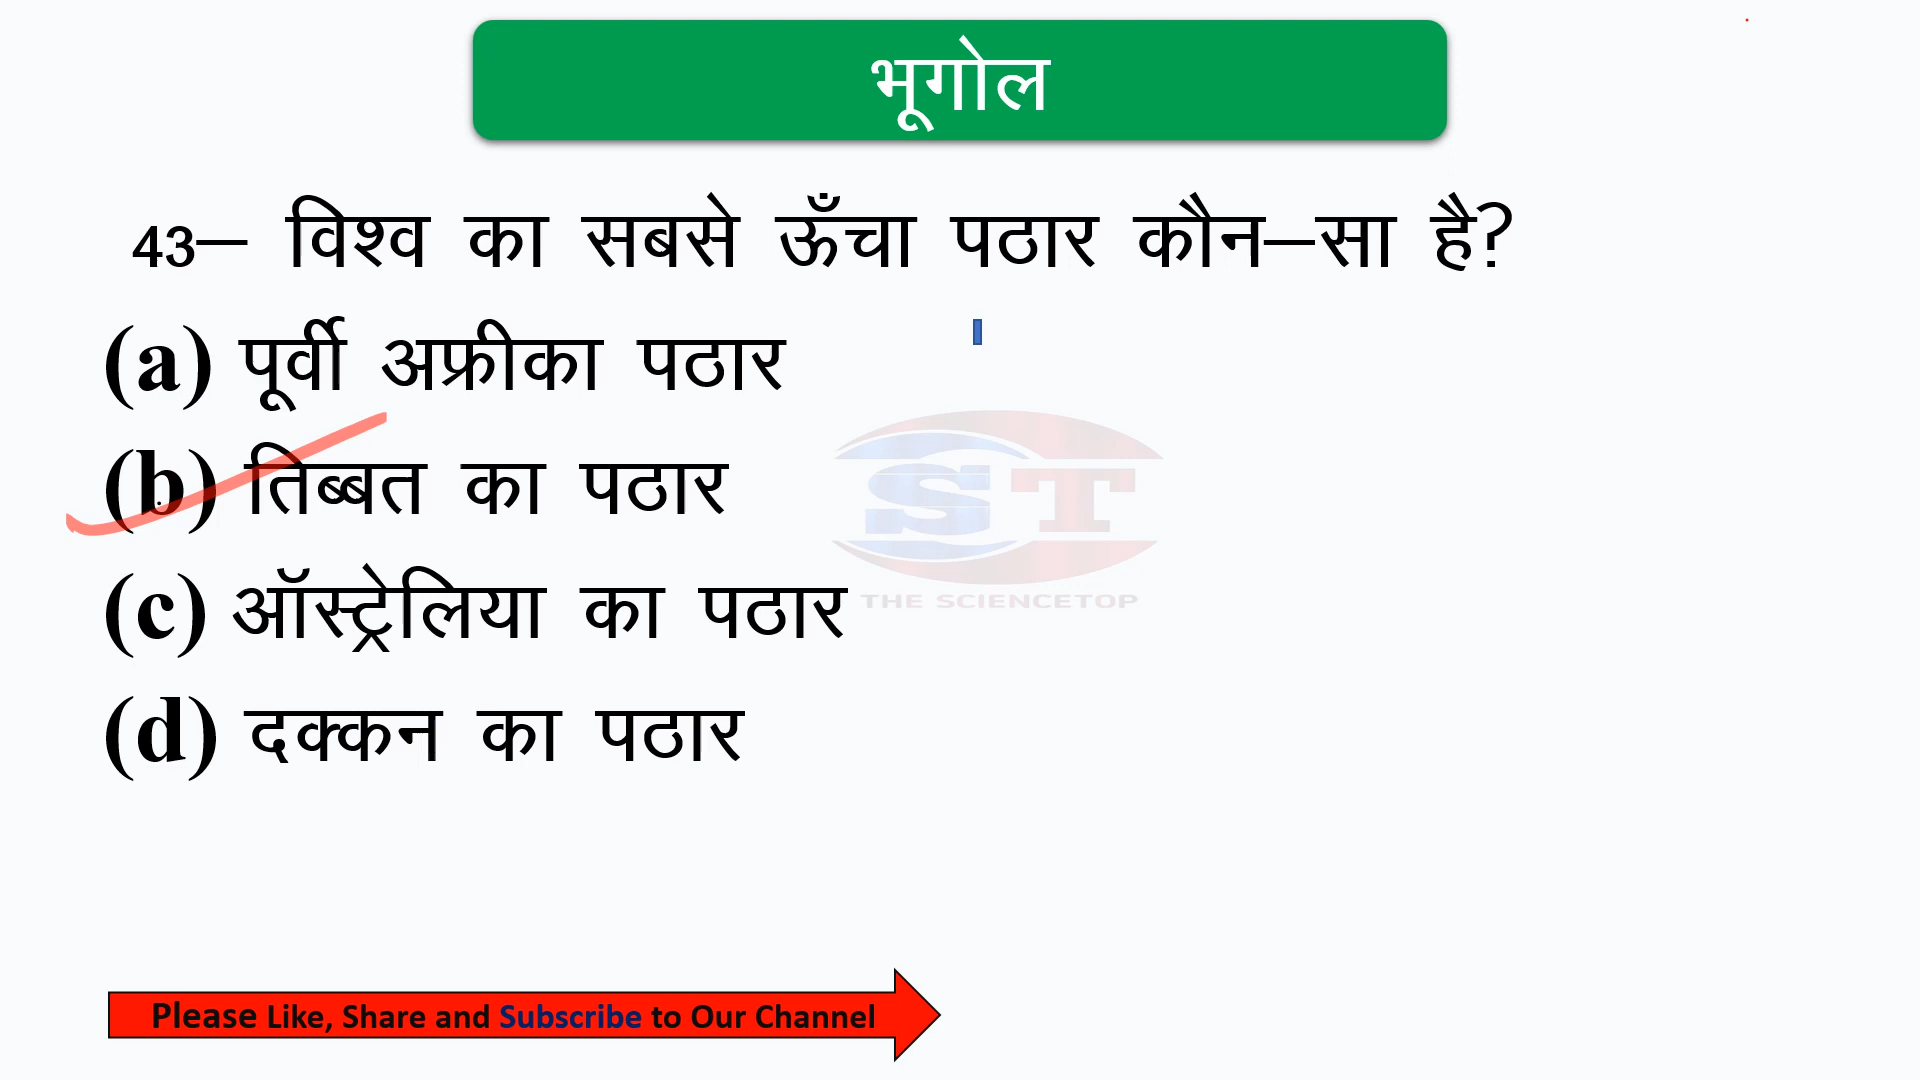 भूगोल
43– विश्व का सबसे ऊँचा पठार कौन–सा है?
(a) पूर्वी अफ्रीका पठार
(b) तिब्बत का पठार
(c) ऑस्ट्रेलिया का पठार
(d) दक्कन का पठार
ST
THE SCIENCETOP
Please Like, Share and Subscribe to Our Channel